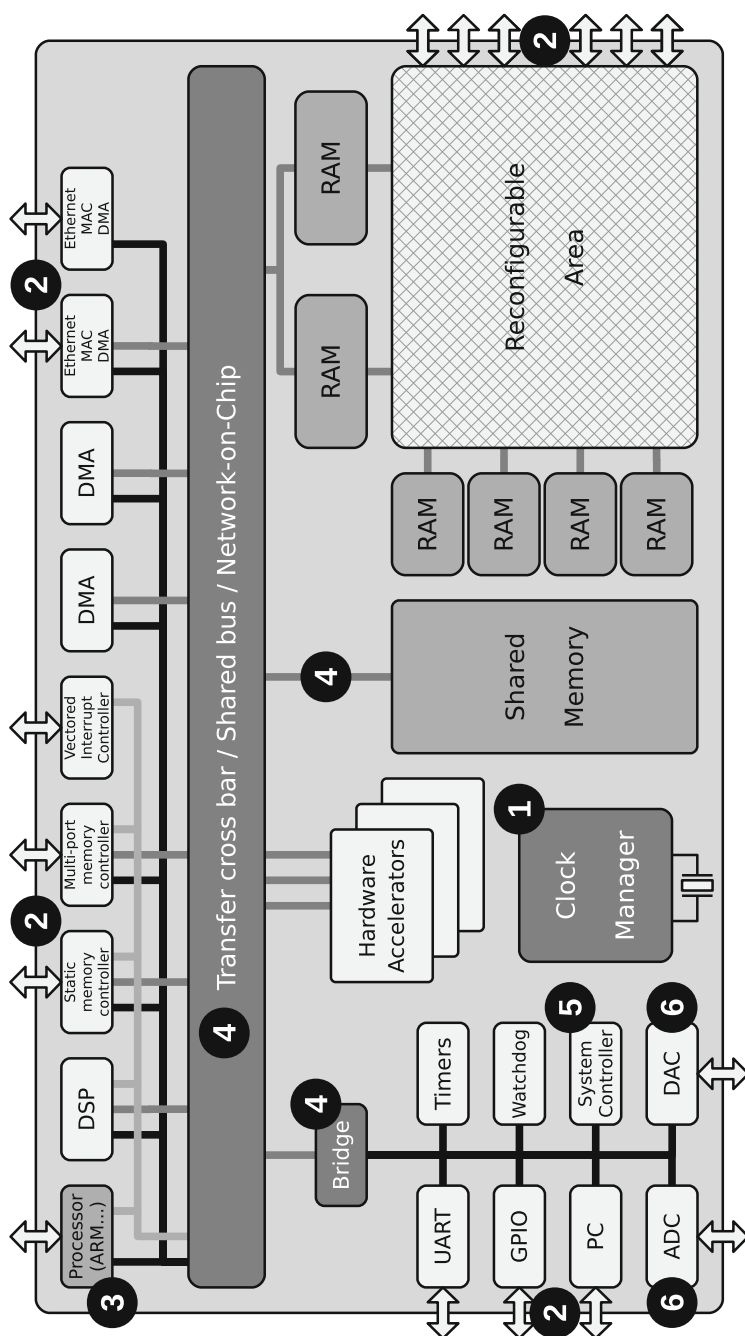 Processor
(ARM...)
3
DSP
Static
memory
controller
2
Multi-port
memory
controller
Vectored
Interrupt
Controller
DMA
DMA
Ethernet
MAC
DMA
2
Ethernet
MAC
DMA
4
Transfer cross bar / Shared bus / Network-on-Chip
4
Bridge
Hardware
Accelerators
4
RAM
RAM
UART
Timers
GPIO
Watchdog
2
PC
5
System
Controller
ADC
6
DAC
6
1
Clock
Manager
Shared
Memory
RAM
RAM
RAM
RAM
Reconfigurable
Area
2